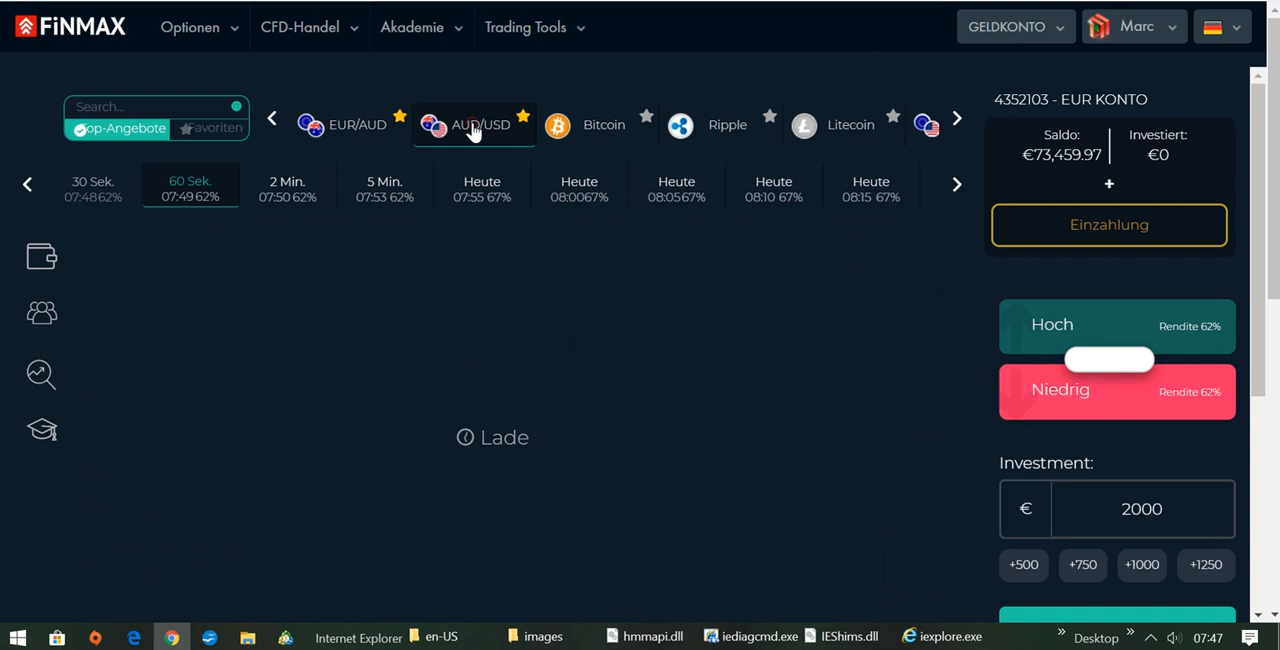 FiNMAX Optionen CFD-Handel Akademie Trading Tools GELDKONTO Marc
Search...
Top-Angebote Favoriten
EUR/AUD AUD/USD Bitcoin Ripple Litecoin
4352103 - EUR KONTO
Saldo: Investiert:
€73,459.97 €0
+
Einzahlung
30 Sek. 60 Sek. 2 Min. 5 Min. Heute Heute Heute Heute Heute
07:48 62% 07:49 62% 07:50 62% 07:53 62% 07:55 67% 08:00 67% 08:05 67% 08:10 67% 08:15 67%
Hoch Rendite 62%
Niedrig Rendite 62%
Lade
Investment:
€ 2000
+500 +750 +1000 +1250
Internet Explorer en-US images hmmapi.dll iediagcmd.exe IEShims.dll iexplore.exe » Desktop » 07:47